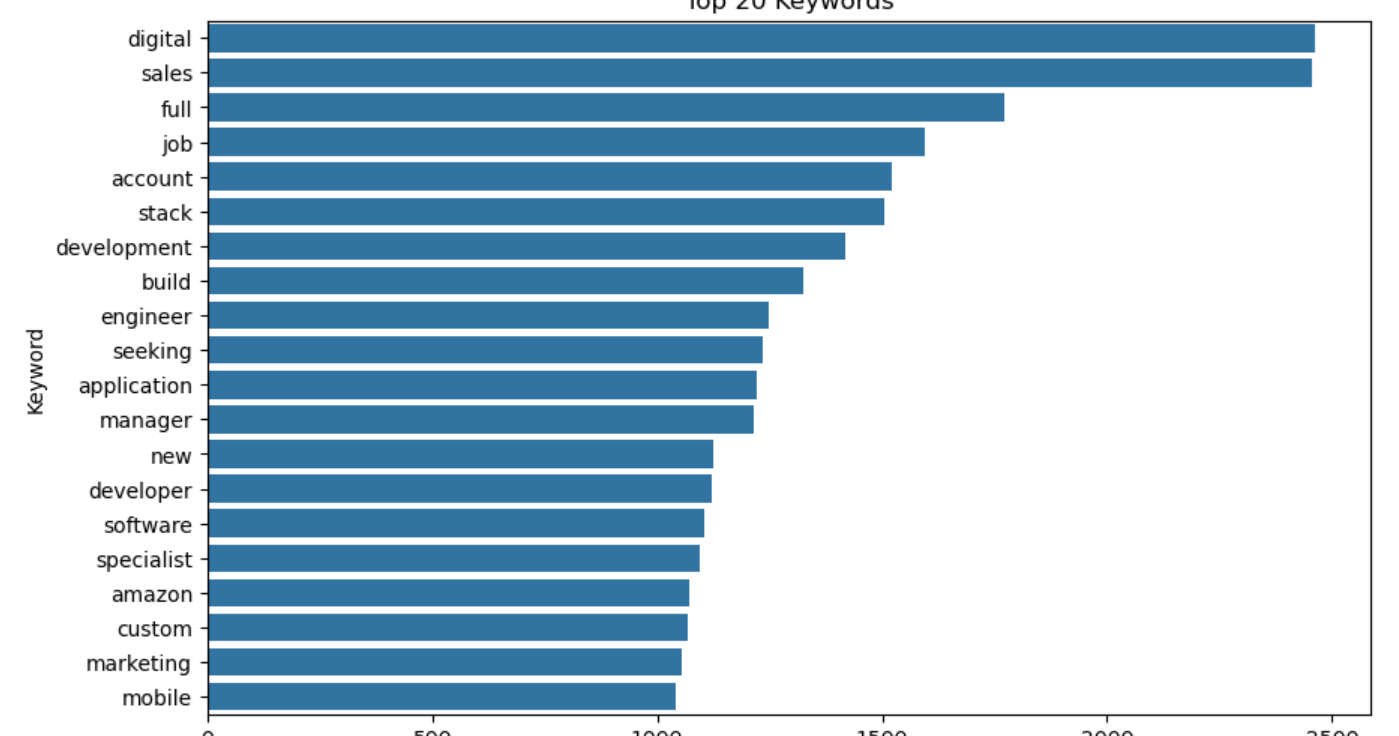 Top 20 Keywords
digital
sales
full
job
account
stack
development
build
engineer
seeking
application
manager
new
developer
software
specialist
amazon
custom
marketing
mobile
Keyword
0 500 1000 1500 2000 2500